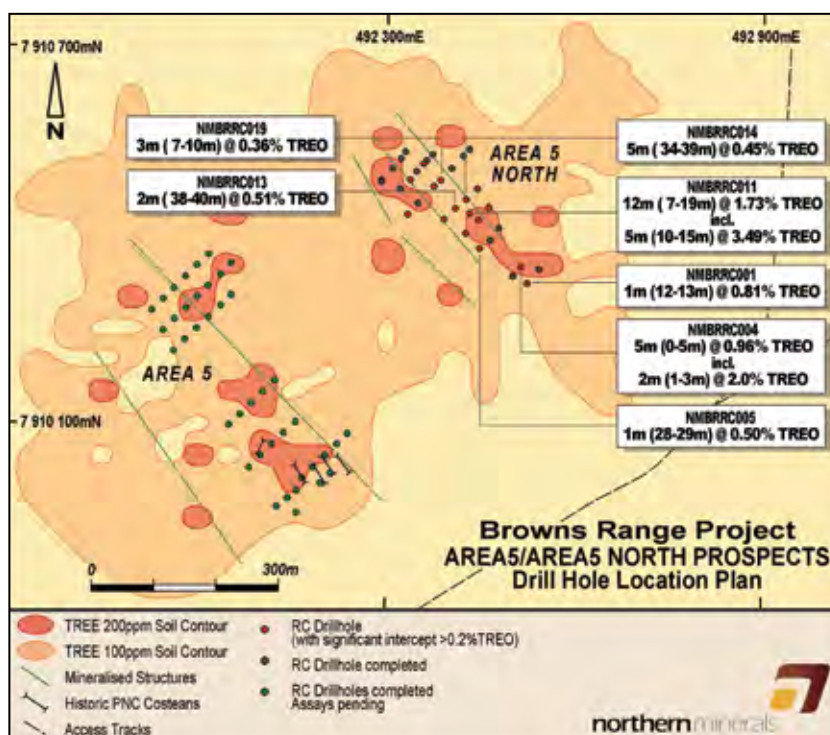 7 910 700mN
492 300mE
492 900mE
N
NMBRRC019
3m ( 7-10m) @ 0.36% TREO
NMBRRC013
2m (38-40m) @ 0.51% TREO
AREA 5
NORTH
NMBRRC014
5m (34-39m) @ 0.45% TREO
NMBRRC011
12m ( 7-19m) @ 1.73% TREO
incl.
5m (10-15m) @ 3.49% TREO
NMBRRC001
1m (12-13m) @ 0.81% TREO
NMBRRC004
5m (0-5m) @ 0.96% TREO
incl.
2m (1-3m) @ 2.0% TREO
NMBRRC005
1m (28-29m) @ 0.50% TREO
AREA 5
7 910 100mN
Browns Range Project
AREA5/AREA5 NORTH PROSPECTS
Drill Hole Location Plan
0 300m
TREE 200ppm Soil Contour
TREE 100ppm Soil Contour
Mineralised Structures
Historic PNC Costeans
Access Tracks
RC Drillhole
(with significant intercept >0.2%TREO)
RC Drillhole completed
RC Drillholes completed
Assays pending
northernminerals